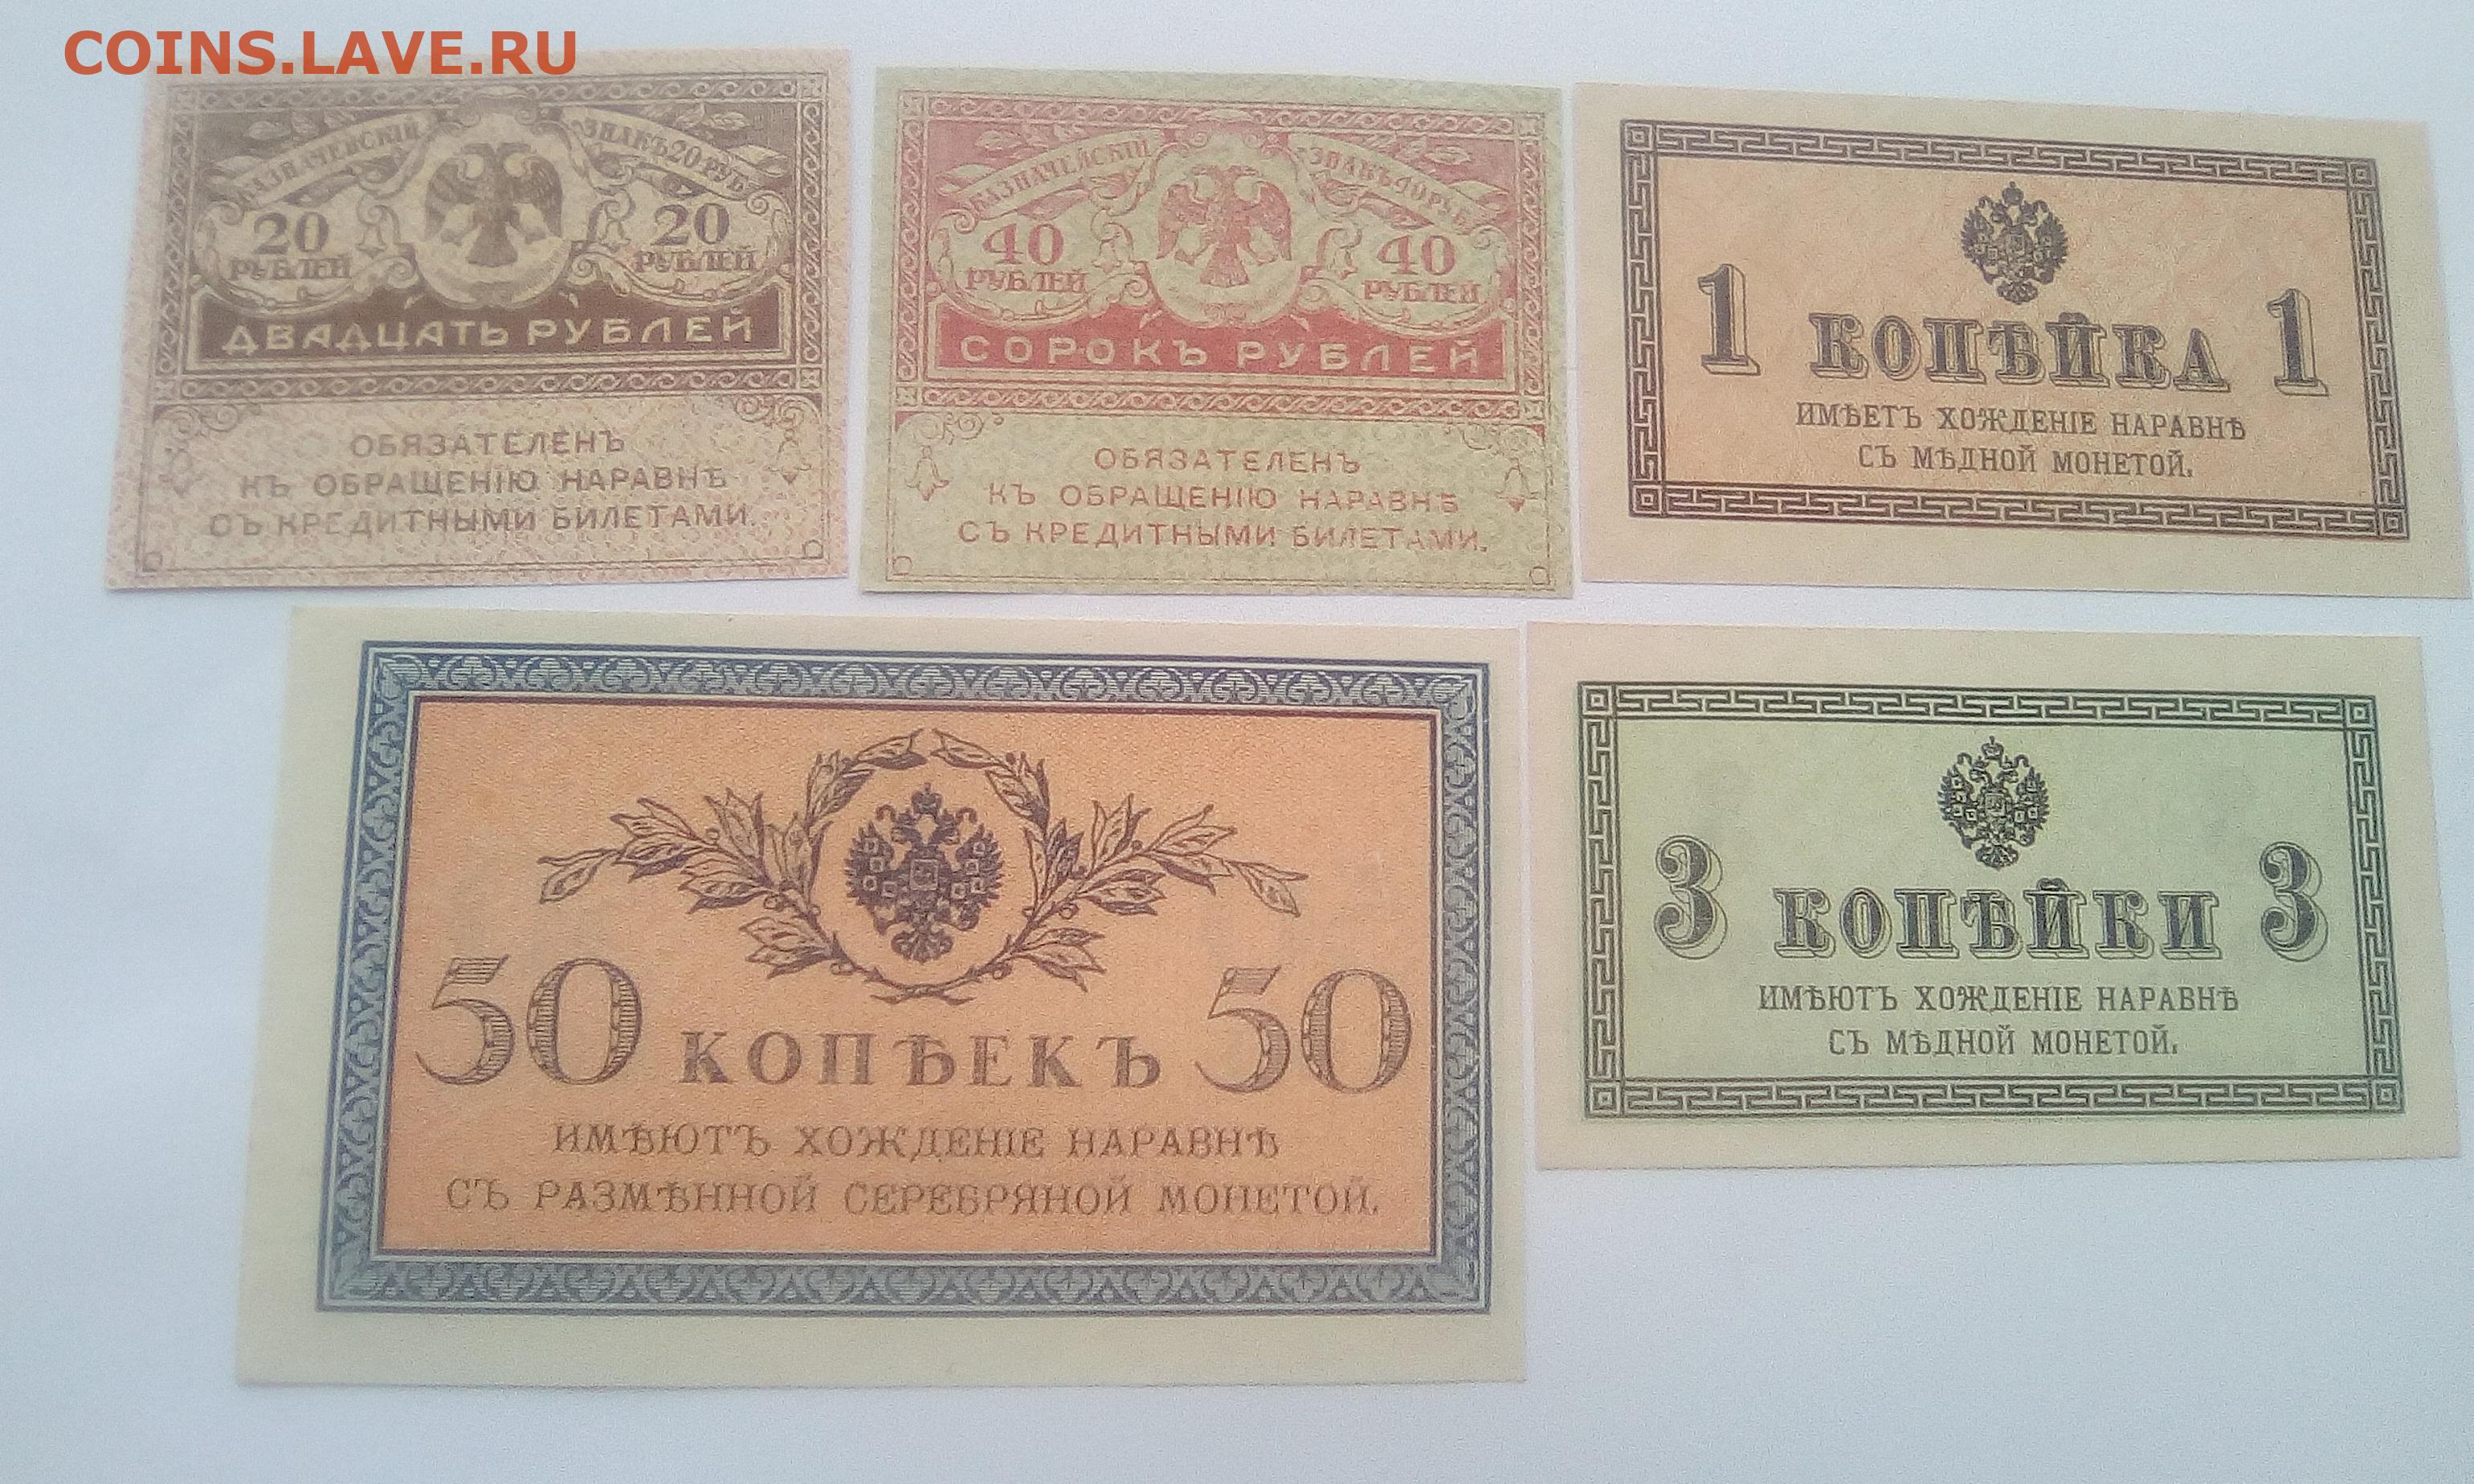 COINS.LAVE.RU
КАЗНАЧЕЙСКІЙ ЗНАКЪ 20 РУБ.
20 20
РУБЛЕЙ РУБЛЕЙ
ДВАДЦАТЬ РУБЛЕЙ
ОБЯЗАТЕЛЕНЪ
КЪ ОБРАЩЕНІЮ НАРАВНѢ
СЪ КРЕДИТНЫМИ БИЛЕТАМИ.
КАЗНАЧЕЙСКІЙ ЗНАКЪ 40 РУБ.
40 40
РУБЛЕЙ РУБЛЕЙ
СОРОКЪ РУБЛЕЙ
ОБЯЗАТЕЛЕНЪ
КЪ ОБРАЩЕНІЮ НАРАВНѢ
СЪ КРЕДИТНЫМИ БИЛЕТАМИ.
1 КОПѢЙКА 1
ИМѢЕТЪ ХОЖДЕНІЕ НАРАВНѢ
СЪ МѢДНОЙ МОНЕТОЙ.
50 КОПѢЕКЪ 50
ИМѢЮТЪ ХОЖДЕНІЕ НАРАВНѢ
СЪ РАЗМѢННОЙ СЕРЕБРЯНОЙ МОНЕТОЙ.
3 КОПѢЙКИ 3
ИМѢЮТЪ ХОЖДЕНІЕ НАРАВНѢ
СЪ МѢДНОЙ МОНЕТОЙ.